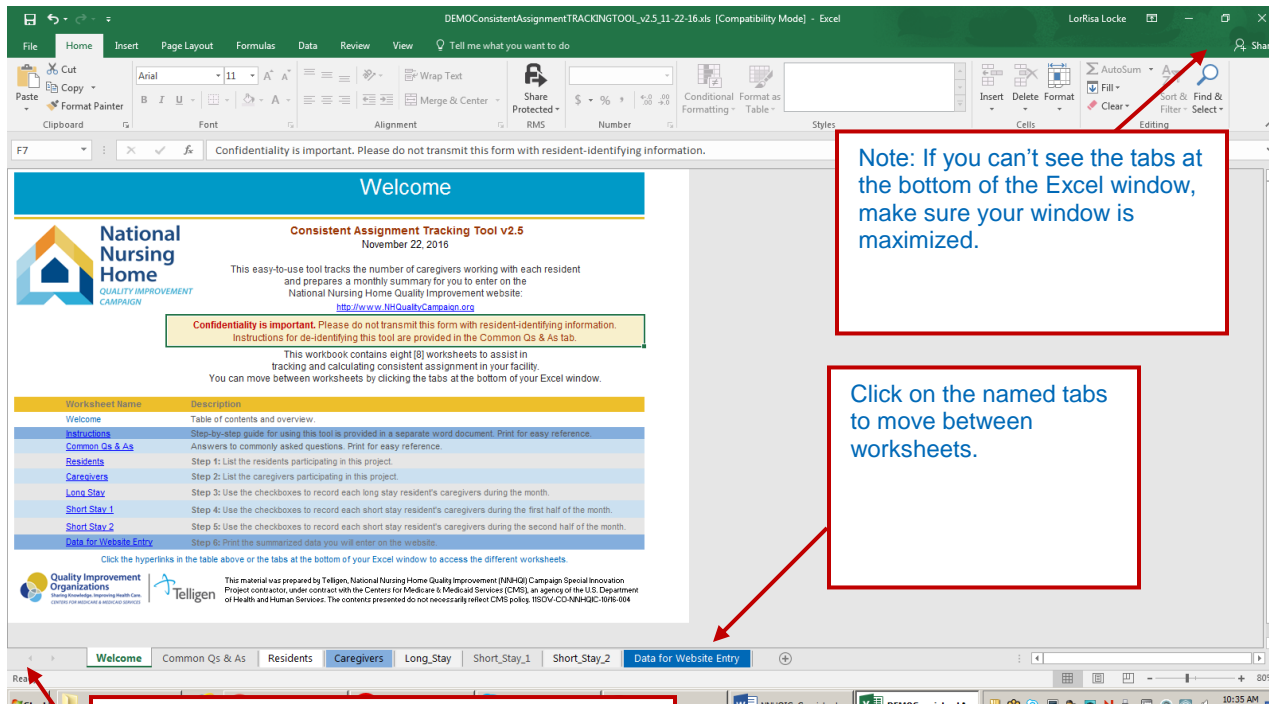 DEMOConsistentAssignmentTRACKINGTOOL_v2.5_11-22-16.xls [Compatibility Mode] - Excel
LorRisa Locke
File Home Insert Page Layout Formulas Data Review View Tell me what you want to do
Shar
Cut
Copy
Format Painter
Paste
Clipboard
Arial 11
B I U
Font
Wrap Text
Merge & Center
Alignment
Share
Protected
RMS
$ % ,
Number
Conditional Format as
Formatting Table
Styles
Insert Delete Format
Cells
AutoSum
Fill
Clear
Sort & Find &
Filter Select
Editing
F7
fx
Confidentiality is important. Please do not transmit this form with resident-identifying information.
Note: If you can’t see the tabs at
the bottom of the Excel window,
make sure your window is
maximized.
Welcome
National
Nursing
Home
QUALITY IMPROVEMENT
CAMPAIGN
Consistent Assignment Tracking Tool v2.5
November 22, 2016
This easy-to-use tool tracks the number of caregivers working with each resident
and prepares a monthly summary for you to enter on the
National Nursing Home Quality Improvement website:
http://www.NHQualityCampaign.org
Confidentiality is important. Please do not transmit this form with resident-identifying information.
Instructions for de-identifying this tool are provided in the Common Qs & As tab.
This workbook contains eight [8] worksheets to assist in
tracking and calculating consistent assignment in your facility.
You can move between worksheets by clicking the tabs at the bottom of your Excel window.
Click on the named tabs
to move between
worksheets.
Worksheet Name Description
Welcome Table of contents and overview.
Instructions Step-by-step guide for using this tool is provided in a separate word document. Print for easy reference.
Common Qs & As Answers to commonly asked questions. Print for easy reference.
Residents Step 1: List the residents participating in this project.
Caregivers Step 2: List the caregivers participating in this project.
Long Stay Step 3: Use the checkboxes to record each long stay resident's caregivers during the month.
Short Stay 1 Step 4: Use the checkboxes to record each short stay resident's caregivers during the first half of the month.
Short Stay 2 Step 5: Use the checkboxes to record each short stay resident's caregivers during the second half of the month.
Data for Website Entry Step 6: Print the summarized data you will enter on the website.
Click the hyperlinks in the table above or the tabs at the bottom of your Excel window to access the different worksheets.
Quality Improvement
Organizations
Sharing Knowledge. Improving Health Care.
CENTERS FOR MEDICARE & MEDICAID SERVICES
Telligen
This material was prepared by Telligen, National Nursing Home Quality Improvement (NNHQI) Campaign Special Innovation
Project contractor, under contract with the Centers for Medicare & Medicaid Services (CMS), an agency of the U.S. Department
of Health and Human Services. The contents presented do not necessarily reflect CMS policy. 11SOV-CO-NNHQIC-10/16-004
Welcome Common Qs & As Residents Caregivers Long_Stay Short_Stay_1 Short_Stay_2 Data for Website Entry
80%
10:35 AM